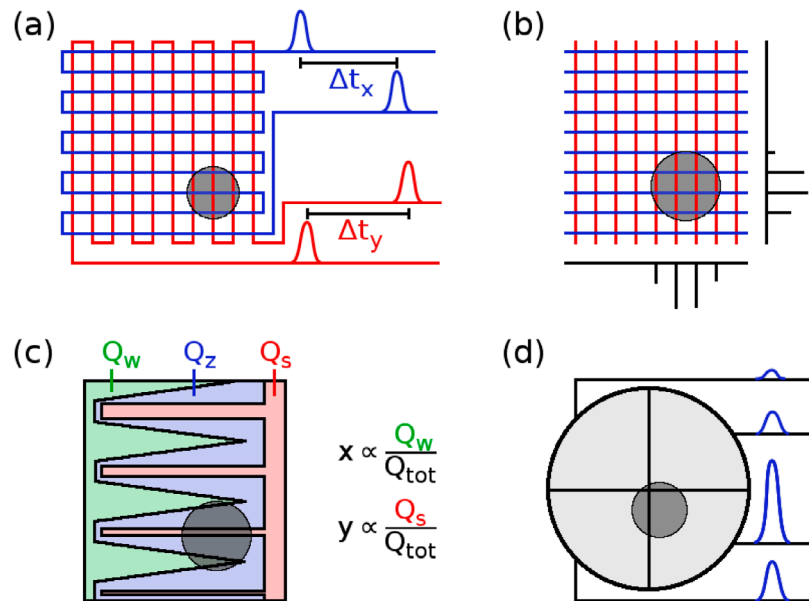 (a)
Δtx
Δty
(b)
(c)
Qw Qz Qs
x ∝ Qw/Qtot
y ∝ Qs/Qtot
(d)